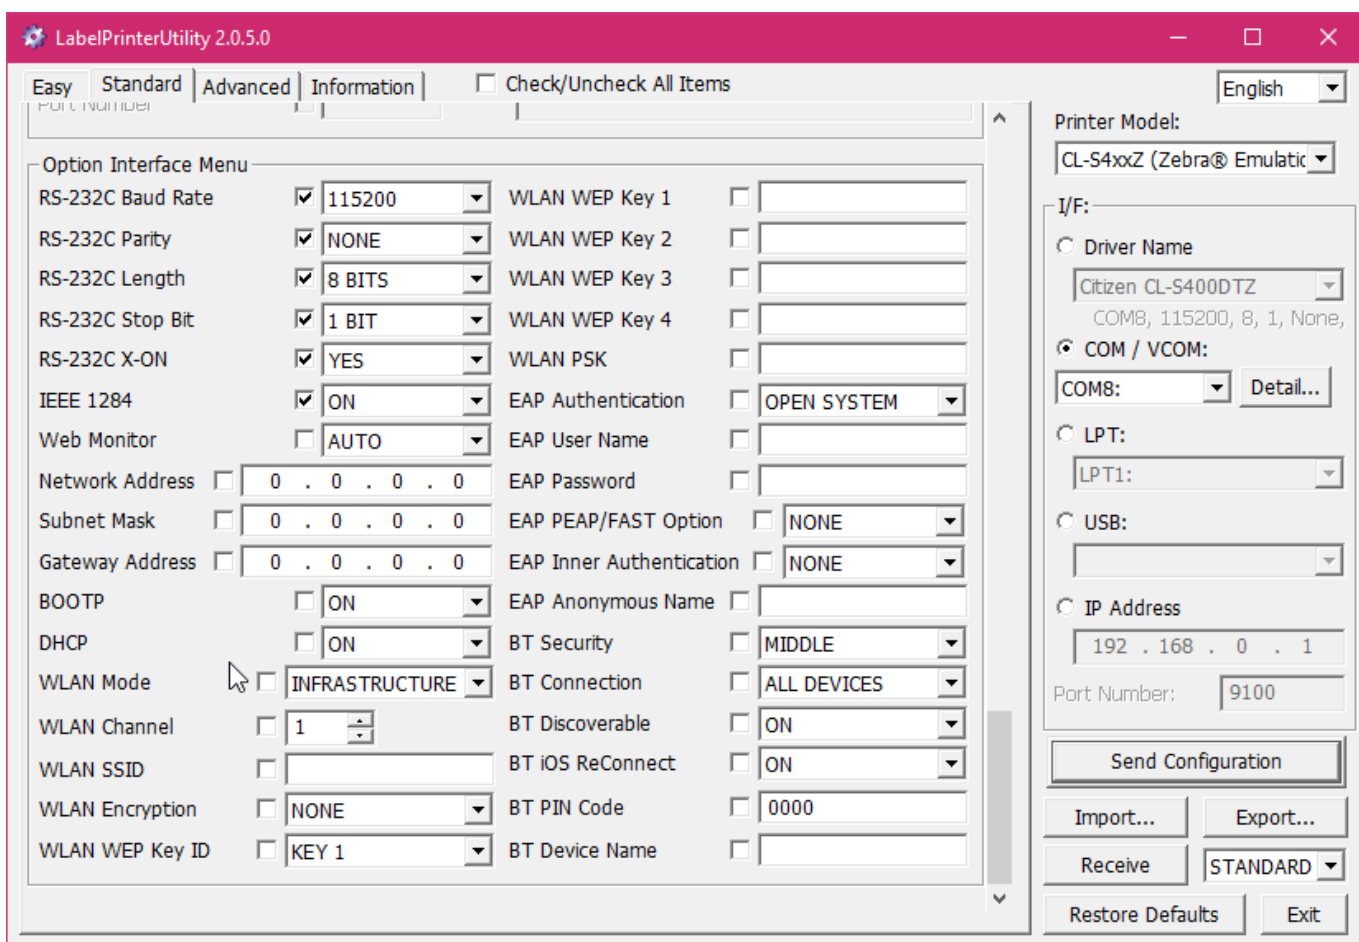 LabelPrinterUtility 2.0.5.0
Easy Standard Advanced Information Check/Uncheck All Items English
Port Number
Option Interface Menu
RS-232C Baud Rate 115200
RS-232C Parity NONE
RS-232C Length 8 BITS
RS-232C Stop Bit 1 BIT
RS-232C X-ON YES
IEEE 1284 ON
Web Monitor AUTO
Network Address 0 . 0 . 0 . 0
Subnet Mask 0 . 0 . 0 . 0
Gateway Address 0 . 0 . 0 . 0
BOOTP ON
DHCP ON
WLAN Mode INFRASTRUCTURE
WLAN Channel 1
WLAN SSID
WLAN Encryption NONE
WLAN WEP Key ID KEY 1
WLAN WEP Key 1
WLAN WEP Key 2
WLAN WEP Key 3
WLAN WEP Key 4
WLAN PSK
EAP Authentication OPEN SYSTEM
EAP User Name
EAP Password
EAP PEAP/FAST Option NONE
EAP Inner Authentication NONE
EAP Anonymous Name
BT Security MIDDLE
BT Connection ALL DEVICES
BT Discoverable ON
BT iOS ReConnect ON
BT PIN Code 0000
BT Device Name
Printer Model:
CL-S4xxZ (Zebra® Emulatic
I/F:
Driver Name
Citizen CL-S400DTZ
COM8, 115200, 8, 1, None,
COM / VCOM:
COM8: Detail...
LPT:
LPT1:
USB:
IP Address
192 . 168 . 0 . 1
Port Number: 9100
Send Configuration
Import... Export...
Receive STANDARD
Restore Defaults Exit